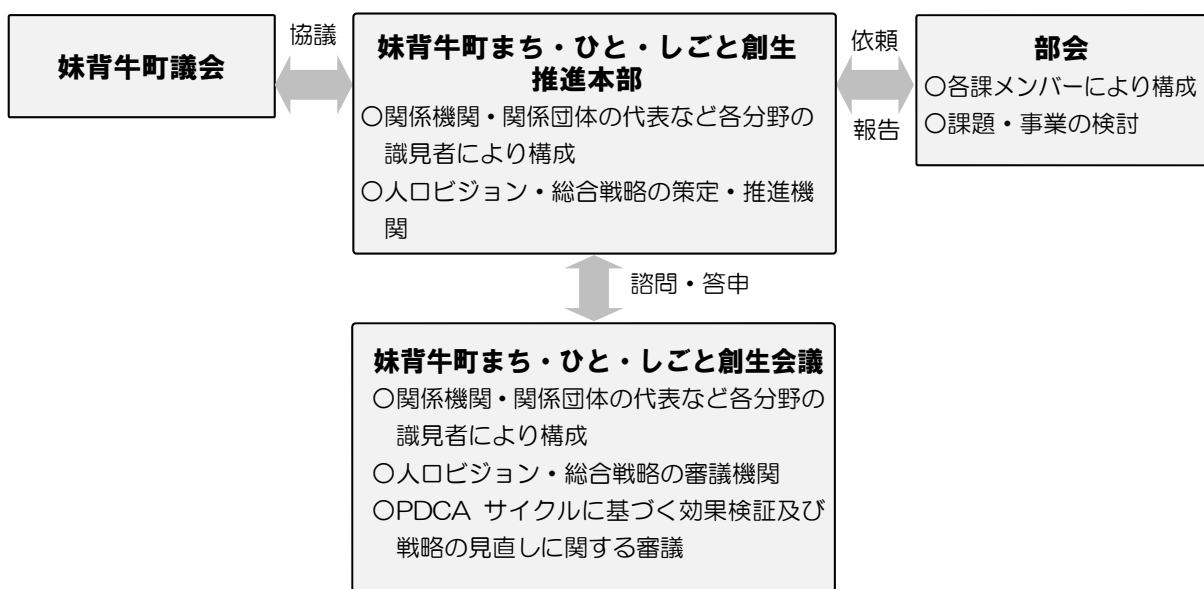 妹背牛町議会
協議
妹背牛町まち・ひと・しごと創生
推進本部
〇関係機関・関係団体の代表など各分野の
識見者により構成
〇人口ビジョン・総合戦略の策定・推進機
関
依頼
報告
部会
〇各課メンバーにより構成
〇課題・事業の検討
諮問・答申
妹背牛町まち・ひと・しごと創生会議
〇関係機関・関係団体の代表など各分野の
識見者により構成
〇人口ビジョン・総合戦略の審議機関
〇PDCA サイクルに基づく効果検証及び
戦略の見直しに関する審議